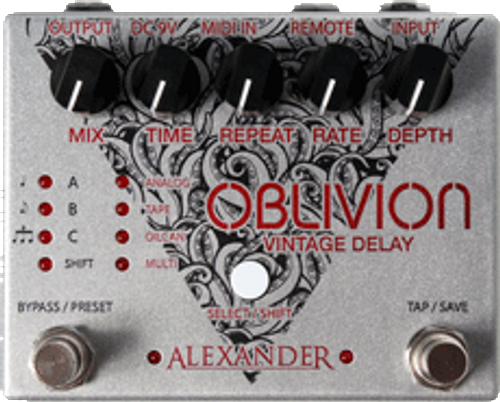 OUTPUT DC 9V MIDI IN REMOTE INPUT
MIX TIME REPEAT RATE DEPTH
A ANALOG
B TAPE
C OILCAN
SHIFT MULTI
OBLIVION
VINTAGE DELAY
BYPASS / PRESET
SELECT / SHIFT
TAP / SAVE
ALEXANDER